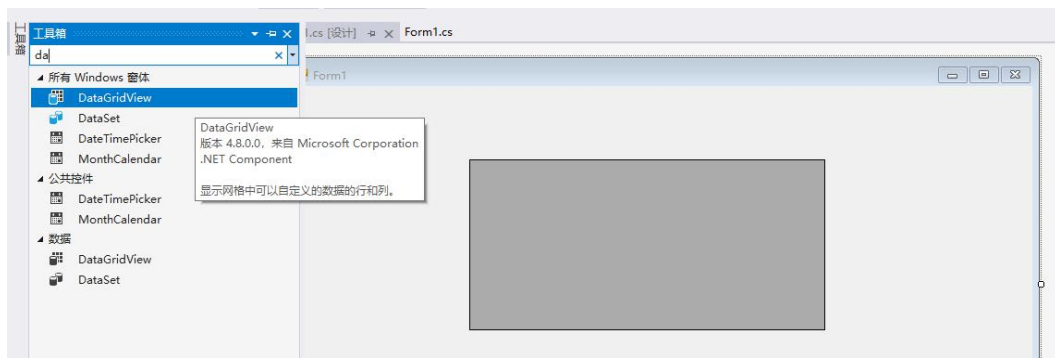 工具箱
工具箱
.cs [设计]
Form1.cs
da
所有 Windows 窗体
DataGridView
DataSet
DateTimePicker
MonthCalendar
公共控件
DateTimePicker
MonthCalendar
数据
DataGridView
DataSet
DataGridView
版本 4.8.0.0，来自 Microsoft Corporation
.NET Component
显示网格中可以自定义的数据的行和列。
Form1